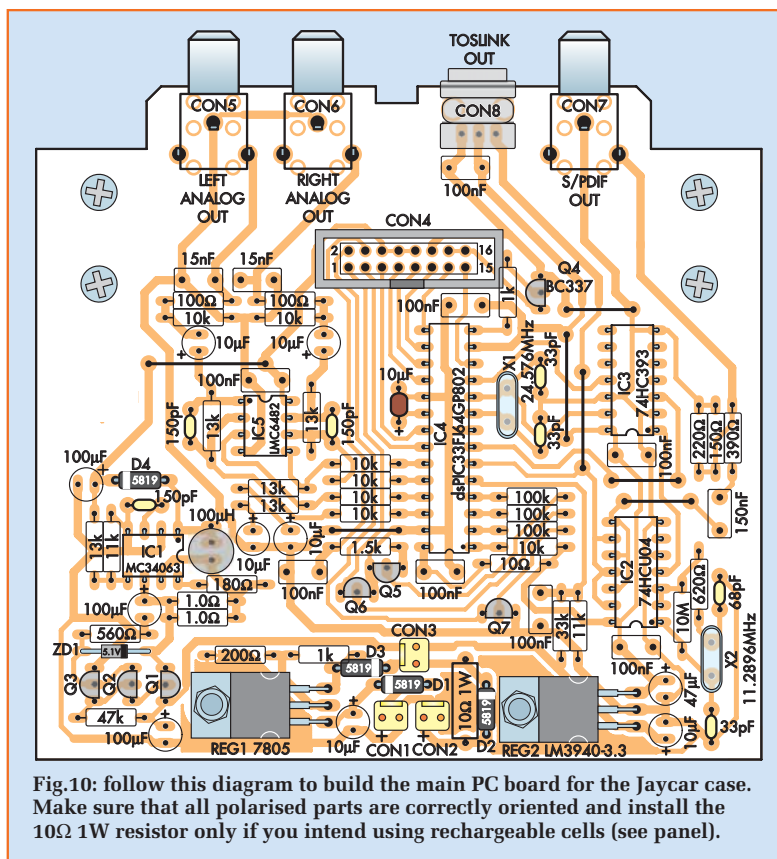 TOSLINK
OUT
CON5
CON6
CON8
CON7
LEFT
ANALOG
OUT
RIGHT
ANALOG
OUT
100nF
S/PDIF
OUT
CON4
2
16
1
15
15nF
15nF
Q4
BC337
1k
100nF
100Ω
100Ω
10k
10k
10µF
10µF
+
+
100nF
10µF
+
X1
24.576MHz
33pF
33pF
IC3
74HC393
150pF
13k
IC5
LMC6482
13k
150pF
IC4
dsPIC33FJ64GP802
220Ω
150Ω
390Ω
100nF
100µF
+
D4
5819
150pF
10k
10k
10k
10k
13k
13k
100k
100k
100k
10k
150nF
13k
11k
IC1
MC34063
100µH
+
+
10µF
10µF
1.5k
10Ω
IC2
74HCU04
180Ω
100nF
100nF
Q6
Q5
Q7
100nF
33k
11k
10M
620Ω
68pF
100µF
+
1.0Ω
1.0Ω
560Ω
ZD1
5.1V
CON3
100nF
X2
11.2896MHz
200Ω
1k
D3
5819
5819
D1
Q3
Q2
Q1
47k
100µF
+
10Ω 1W
5819
D2
47µF
+
+
10µF
33pF
REG1 7805
10µF
+
+
+
CON1
CON2
REG2 LM3940-3.3
Fig.10: follow this diagram to build the main PC board for the Jaycar case.
Make sure that all polarised parts are correctly oriented and install the
10Ω 1W resistor only if you intend using rechargeable cells (see panel).